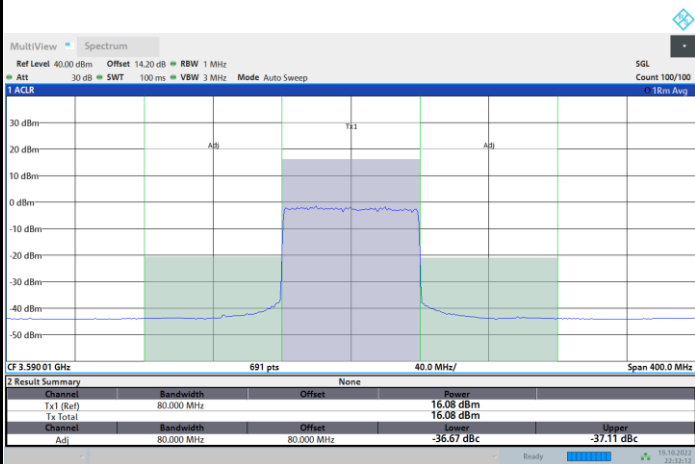 MultiView Spectrum
Ref Level 40.00 dBm Offset 14.20 dB RBW 1 MHz SGL
Att 30 dB SWT 100 ms VBW 3 MHz Mode Auto Sweep Count 100/100
1 ACLR 1Rm Avg
30 dBm
Tx1
20 dBm
Adj Adj
10 dBm
0 dBm
-10 dBm
-20 dBm
-30 dBm
-40 dBm
-50 dBm
CF 3.590 01 GHz 691 pts 40.0 MHz/ Span 400.0 MHz
2 Result Summary None
Channel Bandwidth Offset Power
Tx1 (Ref) 80.000 MHz 16.08 dBm
Tx Total 16.08 dBm
Channel Bandwidth Offset Lower Upper
Adj 80.000 MHz 80.000 MHz -36.67 dBc -37.11 dBc
Ready 19.10.2022
22:32:12